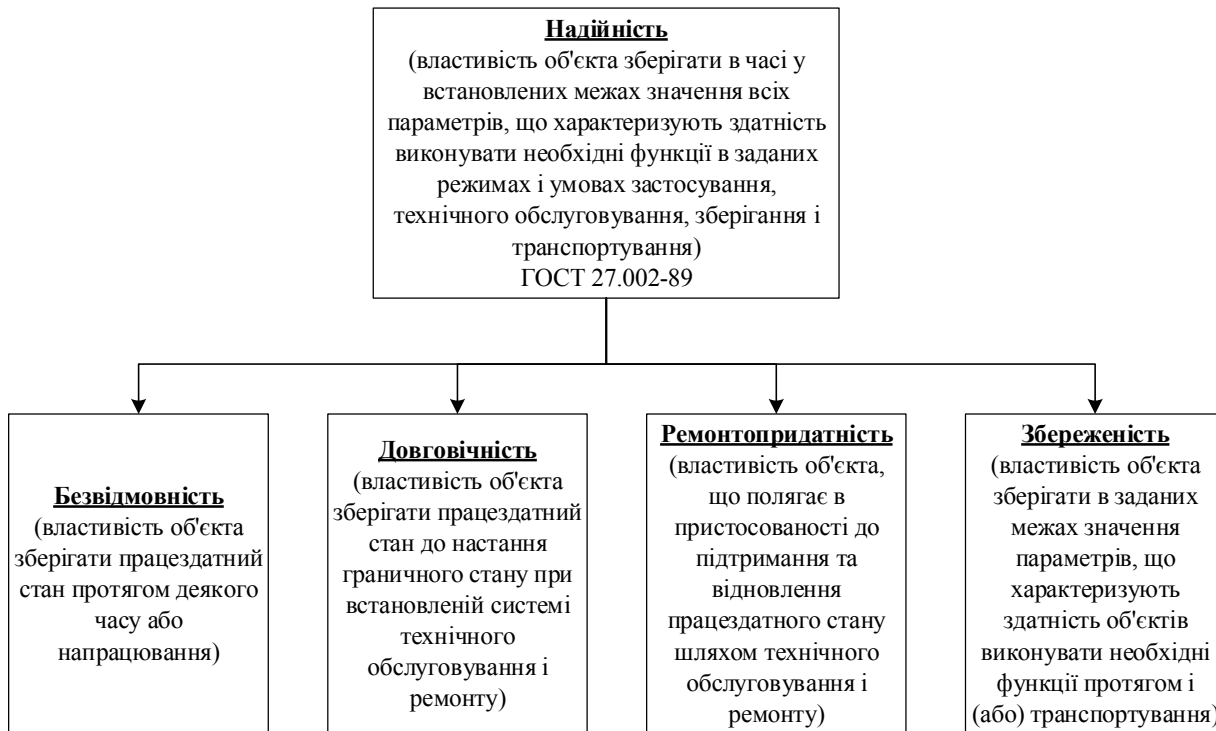 Надійність
(властивість об'єкта зберігати в часі у
встановлених межах значення всіх
параметрів, що характеризують здатність
виконувати необхідні функції в заданих
режимах і умовах застосування,
технічного обслуговування, зберігання і
транспортування)
ГОСТ 27.002-89
Безвідмовність
(властивість об'єкта
зберігати працездатний
стан протягом деякого
часу або
напрацювання)
Довговічність
(властивість об'єкта
зберігати працездатний
стан до настання
граничного стану при
встановленій системі
технічного
обслуговування і
ремонту)
Ремонтопридатність
(властивість об'єкта,
що полягає в
пристосованості до
підтримання та
відновлення
працездатного стану
шляхом технічного
обслуговування і
ремонту)
Збереженість
(властивість об'єкта
зберігати в заданих
межах значення
параметрів, що
характеризують
здатність об'єктів
виконувати необхідні
функції протягом і
(або) транспортування)